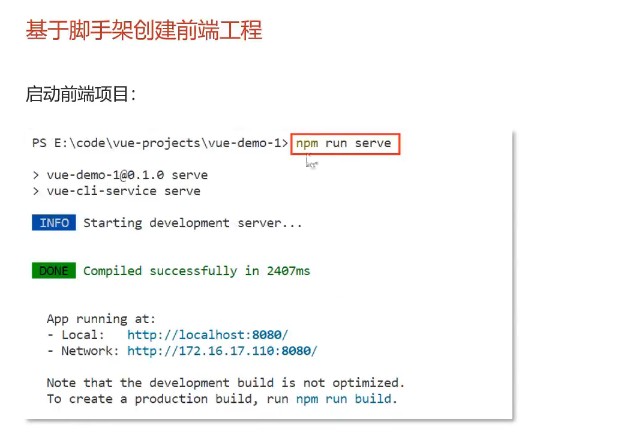 基于脚手架创建前端工程
启动前端项目：
PS E:\code\vue-projects\vue-demo-1> npm run serve
> vue-demo-1@0.1.0 serve
> vue-cli-service serve
INFO Starting development server...
DONE Compiled successfully in 2407ms
App running at:
- Local: http://localhost:8080/
- Network: http://172.16.17.110:8080/
Note that the development build is not optimized.
To create a production build, run npm run build.